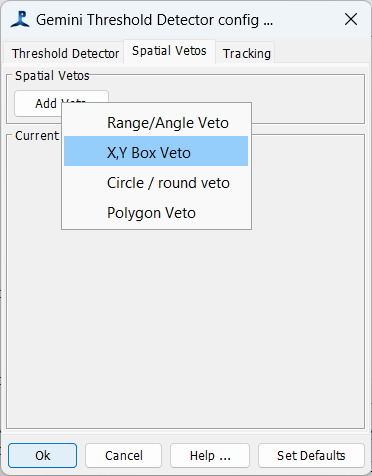 Gemini Threshold Detector config ...
Threshold Detector Spatial Vetos Tracking
Spatial Vetos
Add Veto
Range/Angle Veto
Current
X,Y Box Veto
Circle / round veto
Polygon Veto
Ok Cancel Help ... Set Defaults